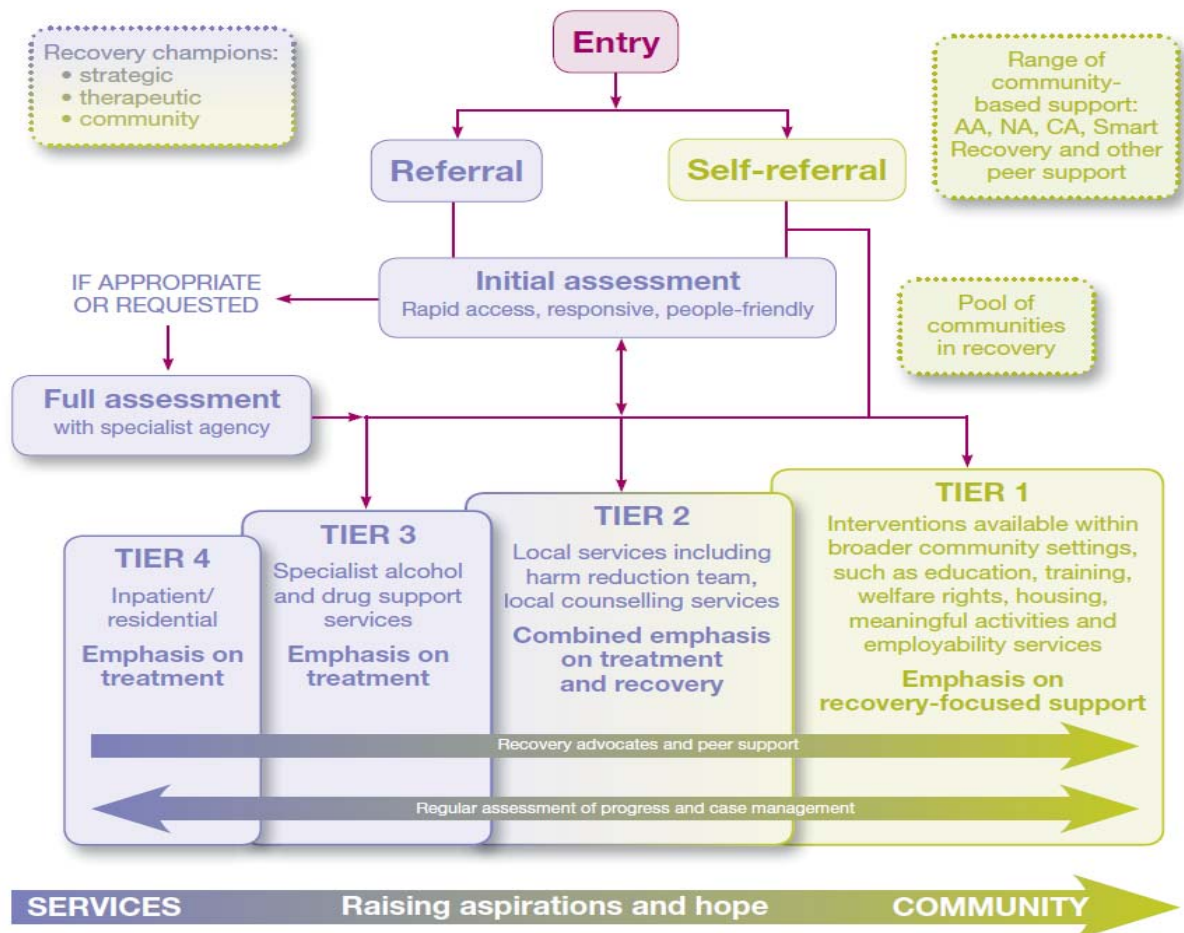 Entry
Recovery champions:
• strategic
• therapeutic
• community
Range of
community-
based support:
AA, NA, CA, Smart
Recovery and other
peer support
Referral
Self-referral
Initial assessment
Rapid access, responsive, people-friendly
IF APPROPRIATE
OR REQUESTED
Pool of
communities
in recovery
Full assessment
with specialist agency
TIER 4
Inpatient/
residential
Emphasis on
treatment
TIER 3
Specialist alcohol
and drug support
services
Emphasis on
treatment
TIER 2
Local services including
harm reduction team,
local counselling services
Combined emphasis
on treatment
and recovery
TIER 1
Interventions available within
broader community settings,
such as education, training,
welfare rights, housing,
meaningful activities and
employability services
Emphasis on
recovery-focused support
Recovery advocates and peer support
Regular assessment of progress and case management
SERVICES Raising aspirations and hope COMMUNITY